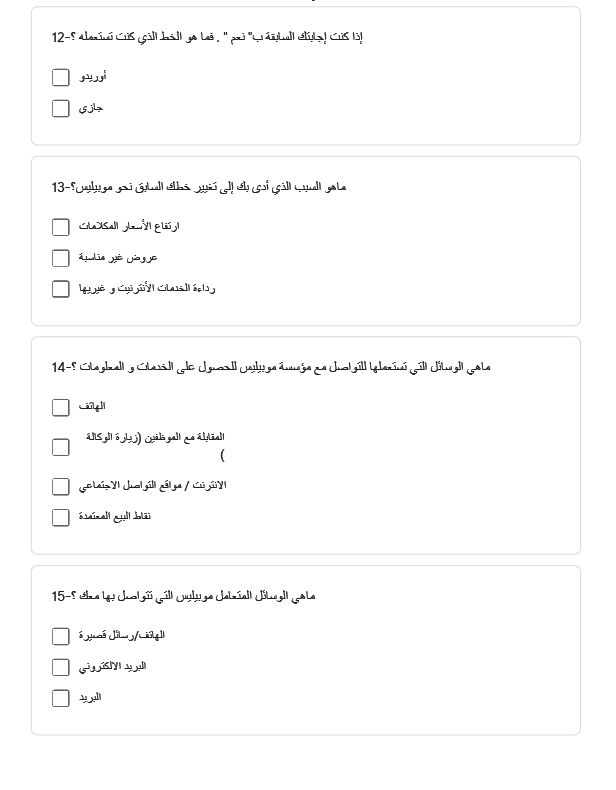 12-إذا كنت إجابتك السابقة ب" نعم " . فما هو الخط الذي كنت تستعمله ؟
أوريدو
جازي
13-ماهو السبب الذي أدى بك إلى تغيير خطك السابق نحو موبيليس؟
ارتفاع الأسعار المكلامات
عروض غير مناسبة
رداءة الخدمات الأنترنيت و غيريها
14-ماهي الوسائل التي تستعملها للتواصل مع مؤسسة موبيليس للحصول على الخدمات و المعلومات ؟
الهاتف
المقابلة مع الموظفين (زيارة الوكالة
)
الانترنت / مواقع التواصل الاجتماعي
نقاط البيع المعتمدة
15-ماهي الوسائل المتعامل موبيليس التي تتواصل بها معك ؟
الهاتف/رسائل قصيرة
البريد الالكتروني
البريد